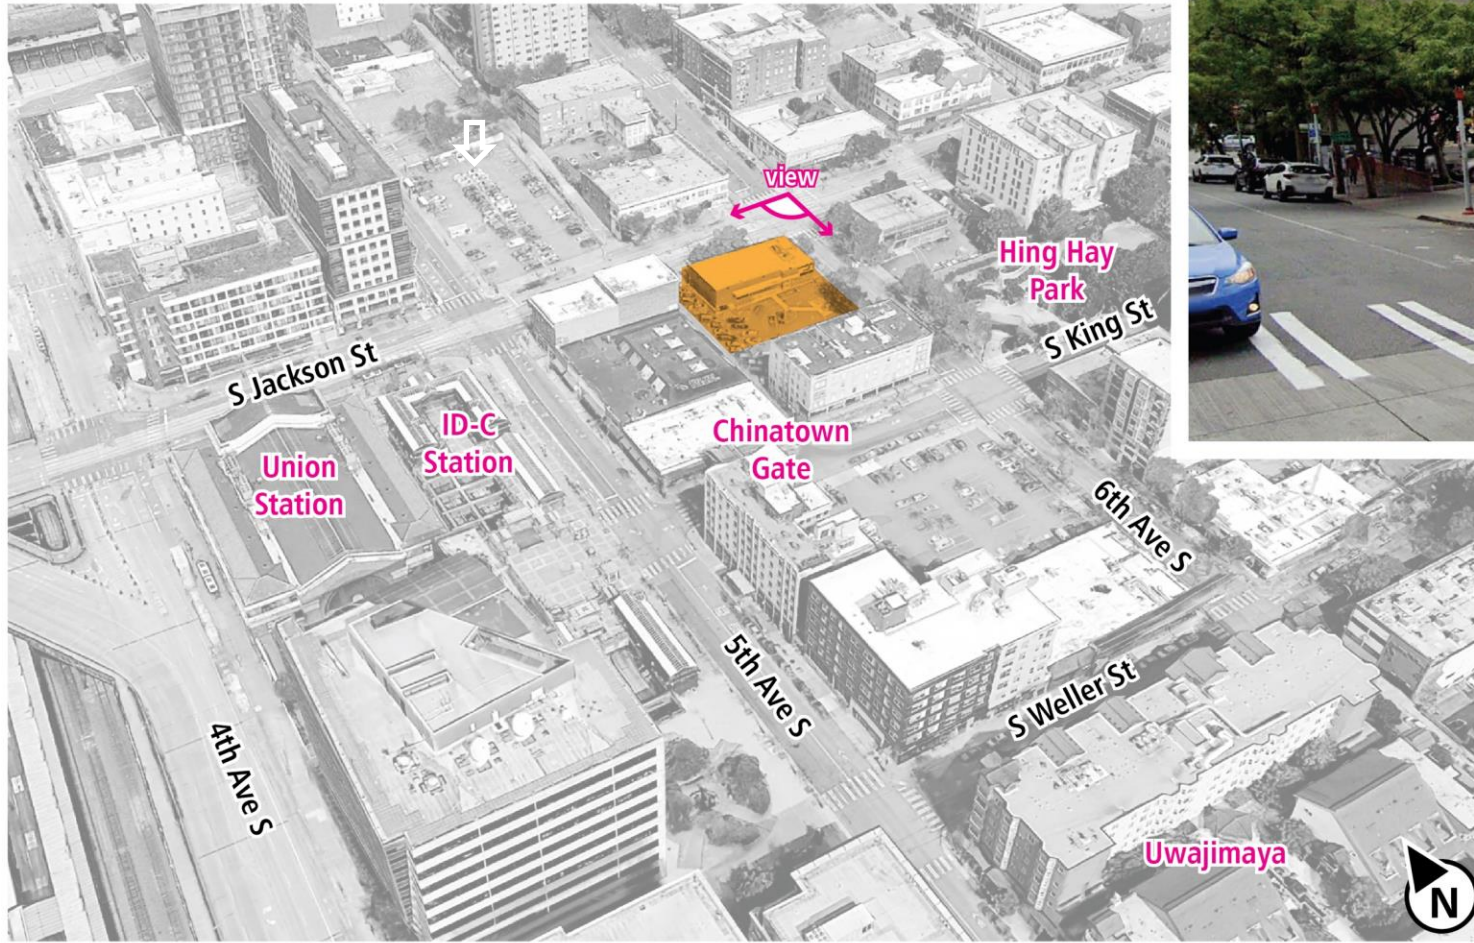 view
Hing Hay
Park
S King St
S Jackson St
ID-C
Station
Union
Station
Chinatown
Gate
6th Ave S
5th Ave S
S Weller St
4th Ave S
Uwajimaya
N